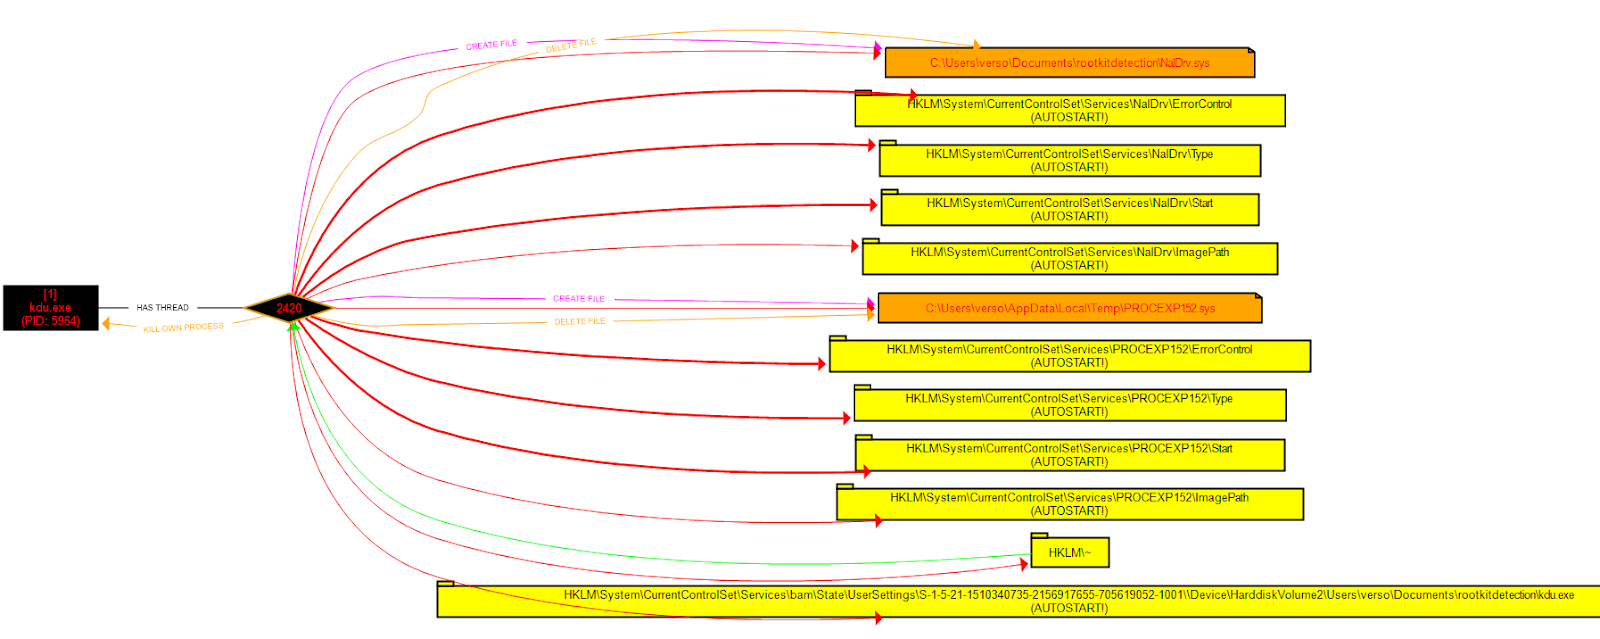 CREATE FILE
DELETE FILE
C:\Users\verso\Documents\rootkitdetection\NalDrv.sys
HKLM\System\CurrentControlSet\Services\NalDrv\ErrorControl
(AUTOSTART!)
HKLM\System\CurrentControlSet\Services\NalDrv\Type
(AUTOSTART!)
HKLM\System\CurrentControlSet\Services\NalDrv\Start
(AUTOSTART!)
HKLM\System\CurrentControlSet\Services\NalDrv\ImagePath
(AUTOSTART!)
[1]
kdu.exe
(PID: 5964)
HAS THREAD
KILL OWN PROCESS
2420
CREATE FILE
DELETE FILE
C:\Users\verso\AppData\Local\Temp\PROCEXP152.sys
HKLM\System\CurrentControlSet\Services\PROCEXP152\ErrorControl
(AUTOSTART!)
HKLM\System\CurrentControlSet\Services\PROCEXP152\Type
(AUTOSTART!)
HKLM\System\CurrentControlSet\Services\PROCEXP152\Start
(AUTOSTART!)
HKLM\System\CurrentControlSet\Services\PROCEXP152\ImagePath
(AUTOSTART!)
HKLM\~
HKLM\System\CurrentControlSet\Services\bam\State\UserSettings\S-1-5-21-1510340735-2156917655-705619052-1001\\Device\HarddiskVolume2\Users\verso\Documents\rootkitdetection\kdu.exe
(AUTOSTART!)